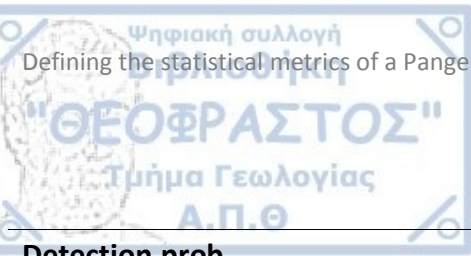 Ψηφιακή συλλογή
Defining the statistical metrics of a Pange
Βιβλιοθήκη
"ΘΕΟΦΡΑΣΤΟΣ"
Τμήμα Γεωλογίας
Α.Π.Θ
Detection prob